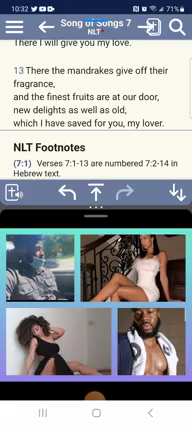 10:32
71%
Song of Songs 7
NLT
There I will give you my love.
13 There the mandrakes give off their
fragrance,
and the finest fruits are at our door,
new delights as well as old,
which I have saved for you, my lover.
NLT Footnotes
(7:1) Verses 7:1-13 are numbered 7:2-14 in
Hebrew text.